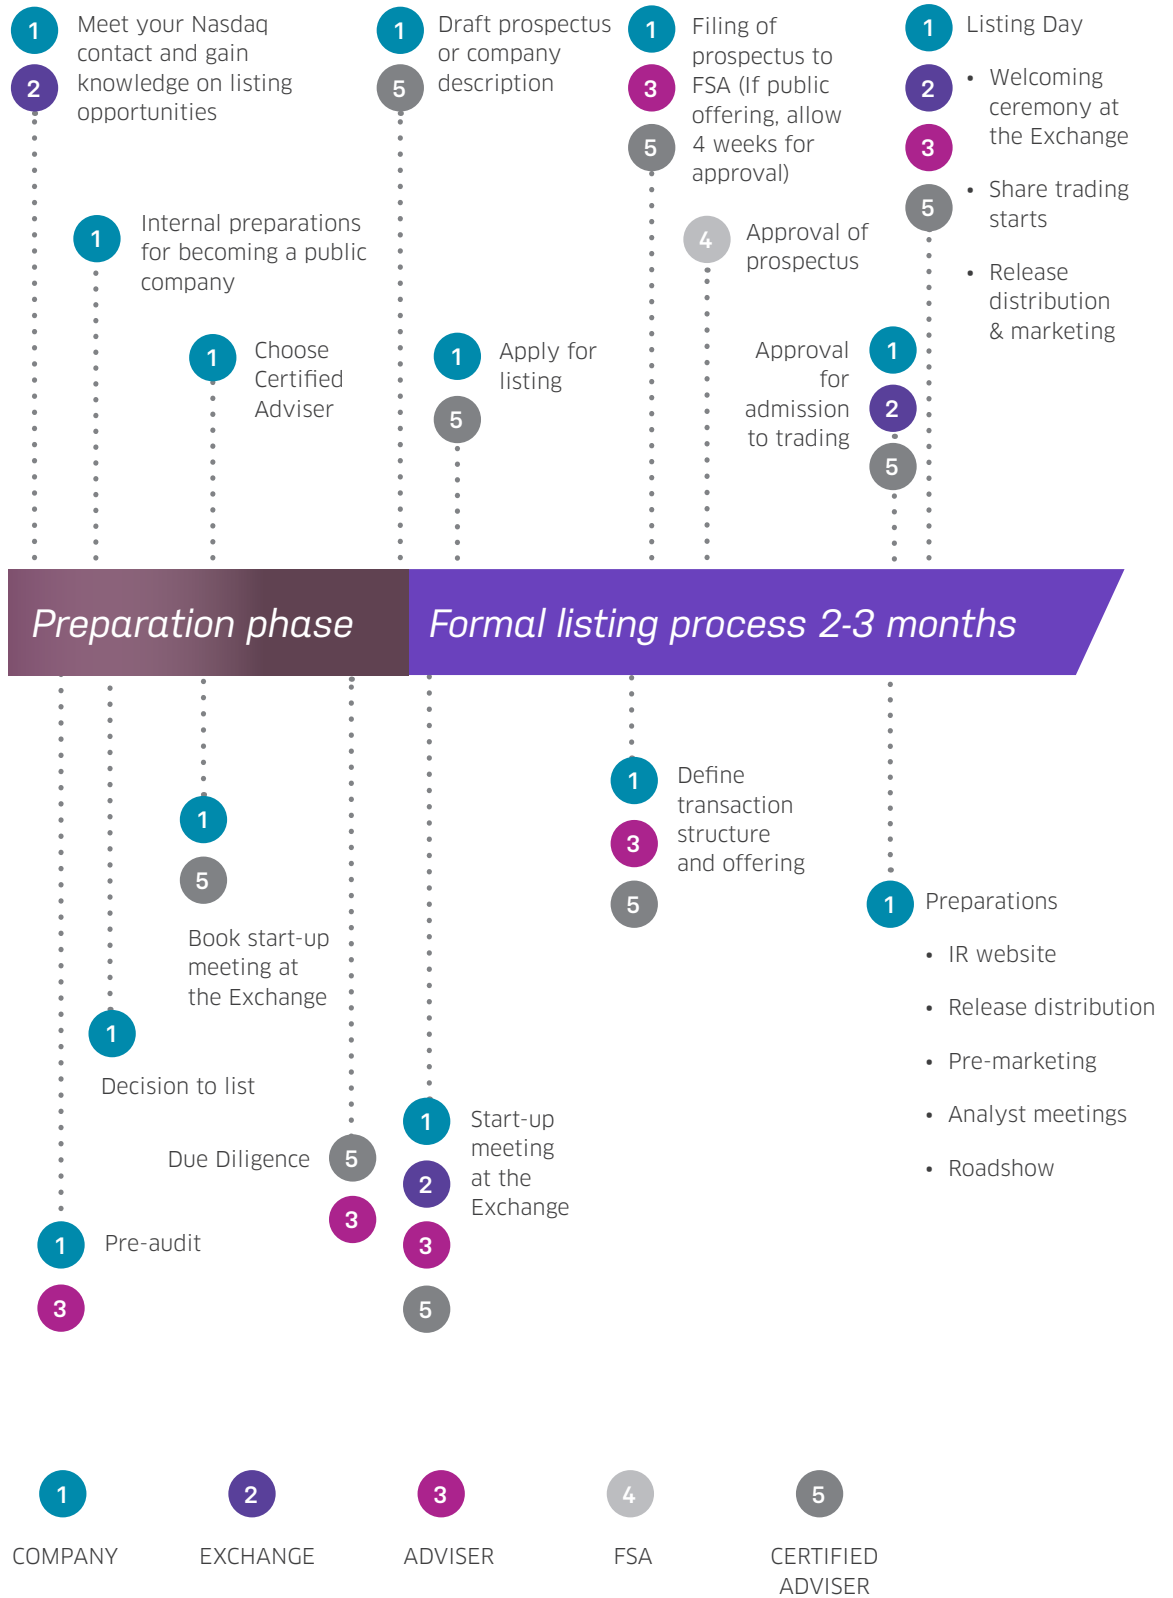 1
2
Meet your Nasdaq
contact and gain
knowledge on listing
opportunities
1
Internal preparations
for becoming a public
company
1
Choose
Certified
Adviser
1
5
Draft prospectus
or company
description
1
5
Apply for
listing
1
3
5
Filing of
prospectus to
FSA (If public
offering, allow
4 weeks for
approval)
4
Approval of
prospectus
Approval
for
admission
to trading
1
2
5
1
2
3
5
Listing Day
• Welcoming
ceremony at
the Exchange
• Share trading
starts
• Release
distribution
& marketing
Preparation phase
Formal listing process 2-3 months
1
3
Pre-audit
1
Decision to list
1
5
Book start-up
meeting at
the Exchange
Due Diligence
5
3
1
2
3
5
Start-up
meeting
at the
Exchange
1
3
5
Define
transaction
structure
and offering
1
Preparations
• IR website
• Release distribution
• Pre-marketing
• Analyst meetings
• Roadshow
1
COMPANY
2
EXCHANGE
3
ADVISER
4
FSA
5
CERTIFIED
ADVISER